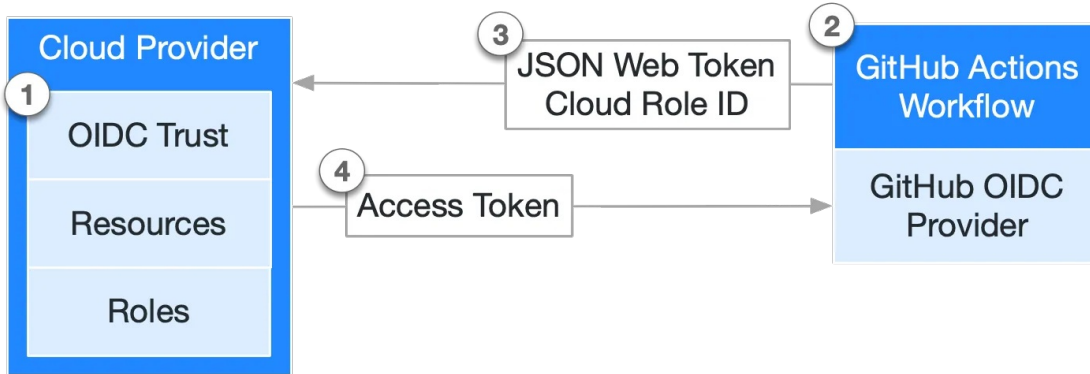 Cloud Provider
1
OIDC Trust
Resources
Roles
3
JSON Web Token
Cloud Role ID
4
Access Token
2
GitHub Actions
Workflow
GitHub OIDC
Provider